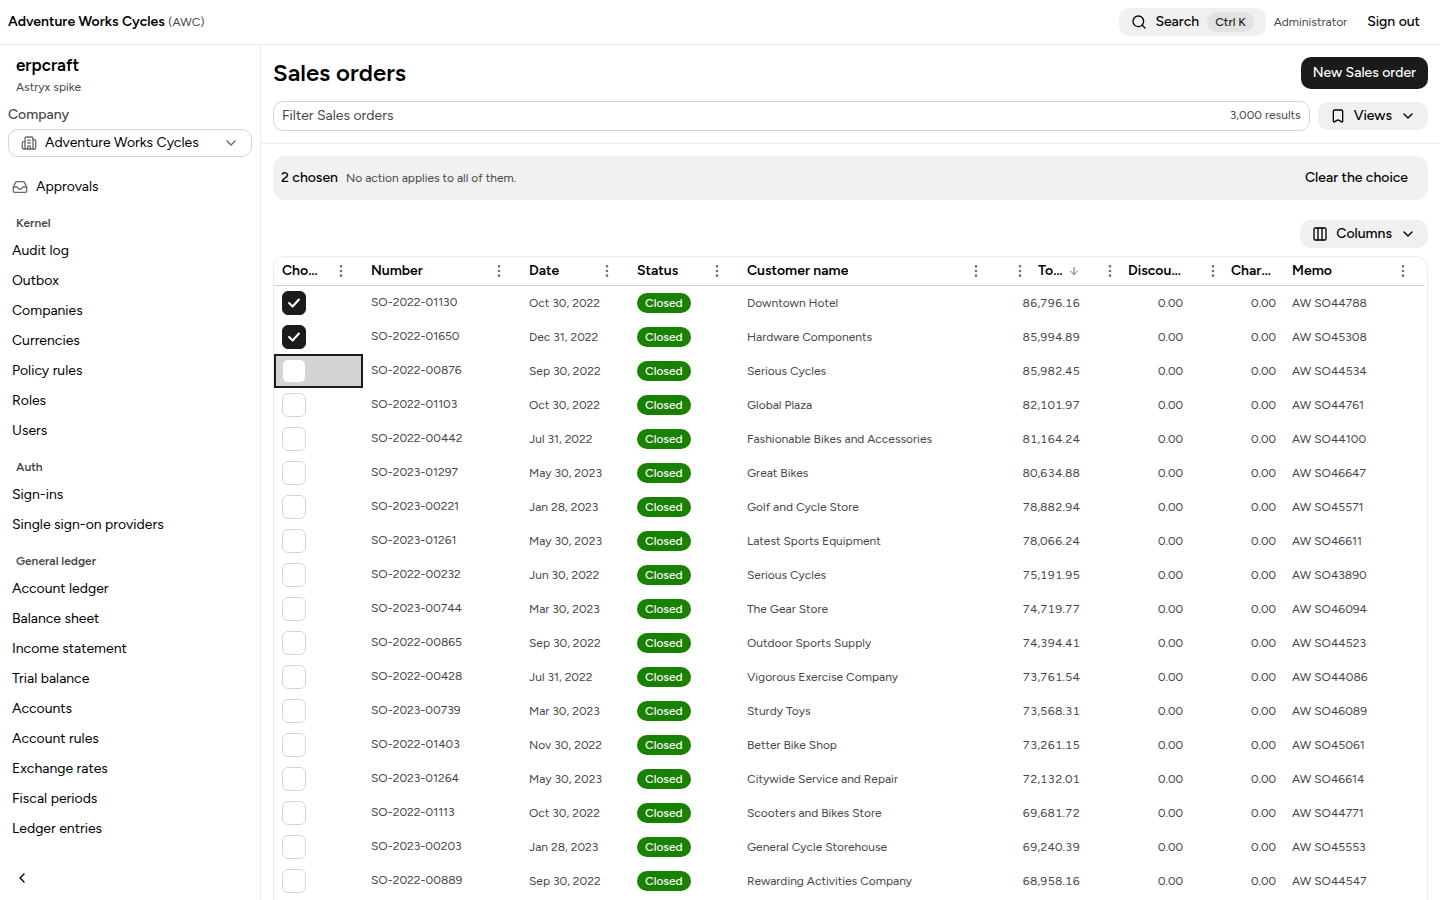 Adventure Works Cycles (AWC)
Search Ctrl K Administrator Sign out
erpcraft
Astryx spike
Company
Adventure Works Cycles
Approvals
Kernel
Audit log
Outbox
Companies
Currencies
Policy rules
Roles
Users
Auth
Sign-ins
Single sign-on providers
General ledger
Account ledger
Balance sheet
Income statement
Trial balance
Accounts
Account rules
Exchange rates
Fiscal periods
Ledger entries
Sales orders
New Sales order
Filter Sales orders 3,000 results Views
2 chosen No action applies to all of them. Clear the choice
Columns
Cho... Number Date Status Customer name To... Discou... Char... Memo
SO-2022-01130 Oct 30, 2022 Closed Downtown Hotel 86,796.16 0.00 0.00 AW SO44788
SO-2022-01650 Dec 31, 2022 Closed Hardware Components 85,994.89 0.00 0.00 AW SO45308
SO-2022-00876 Sep 30, 2022 Closed Serious Cycles 85,982.45 0.00 0.00 AW SO44534
SO-2022-01103 Oct 30, 2022 Closed Global Plaza 82,101.97 0.00 0.00 AW SO44761
SO-2022-00442 Jul 31, 2022 Closed Fashionable Bikes and Accessories 81,164.24 0.00 0.00 AW SO44100
SO-2023-01297 May 30, 2023 Closed Great Bikes 80,634.88 0.00 0.00 AW SO46647
SO-2023-00221 Jan 28, 2023 Closed Golf and Cycle Store 78,882.94 0.00 0.00 AW SO45571
SO-2023-01261 May 30, 2023 Closed Latest Sports Equipment 78,066.24 0.00 0.00 AW SO46611
SO-2022-00232 Jun 30, 2022 Closed Serious Cycles 75,191.95 0.00 0.00 AW SO43890
SO-2023-00744 Mar 30, 2023 Closed The Gear Store 74,719.77 0.00 0.00 AW SO46094
SO-2022-00865 Sep 30, 2022 Closed Outdoor Sports Supply 74,394.41 0.00 0.00 AW SO44523
SO-2022-00428 Jul 31, 2022 Closed Vigorous Exercise Company 73,761.54 0.00 0.00 AW SO44086
SO-2023-00739 Mar 30, 2023 Closed Sturdy Toys 73,568.31 0.00 0.00 AW SO46089
SO-2022-01403 Nov 30, 2022 Closed Better Bike Shop 73,261.15 0.00 0.00 AW SO45061
SO-2023-01264 May 30, 2023 Closed Citywide Service and Repair 72,132.01 0.00 0.00 AW SO46614
SO-2022-01113 Oct 30, 2022 Closed Scooters and Bikes Store 69,681.72 0.00 0.00 AW SO44771
SO-2023-00203 Jan 28, 2023 Closed General Cycle Storehouse 69,240.39 0.00 0.00 AW SO45553
SO-2022-00889 Sep 30, 2022 Closed Rewarding Activities Company 68,958.16 0.00 0.00 AW SO44547